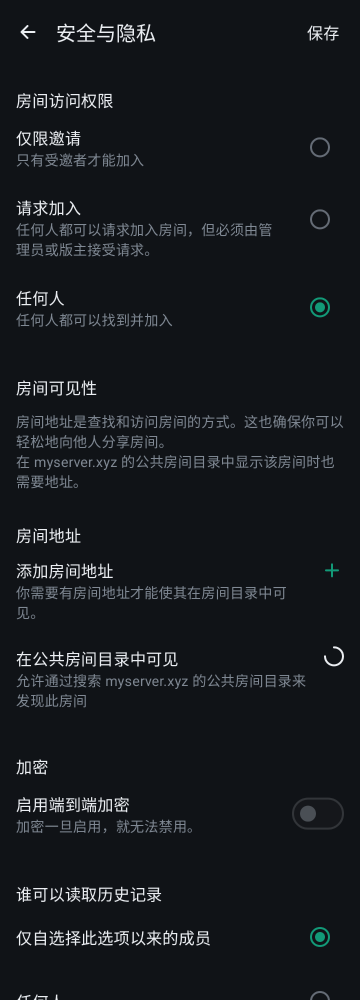 安全与隐私
保存
房间访问权限
仅限邀请
只有受邀者才能加入
请求加入
任何人都可以请求加入房间，但必须由管
理员或版主接受请求。
任何人
任何人都可以找到并加入
房间可见性
房间地址是查找和访问房间的方式。这也确保你可以
轻松地向他人分享房间。
在 myserver.xyz 的公共房间目录中显示该房间时也
需要地址。
房间地址
添加房间地址
你需要有房间地址才能使其在房间目录中可
见。
在公共房间目录中可见
允许通过搜索 myserver.xyz 的公共房间目录来
发现此房间
加密
启用端到端加密
加密一旦启用，就无法禁用。
谁可以读取历史记录
仅自选择此选项以来的成员
任何人